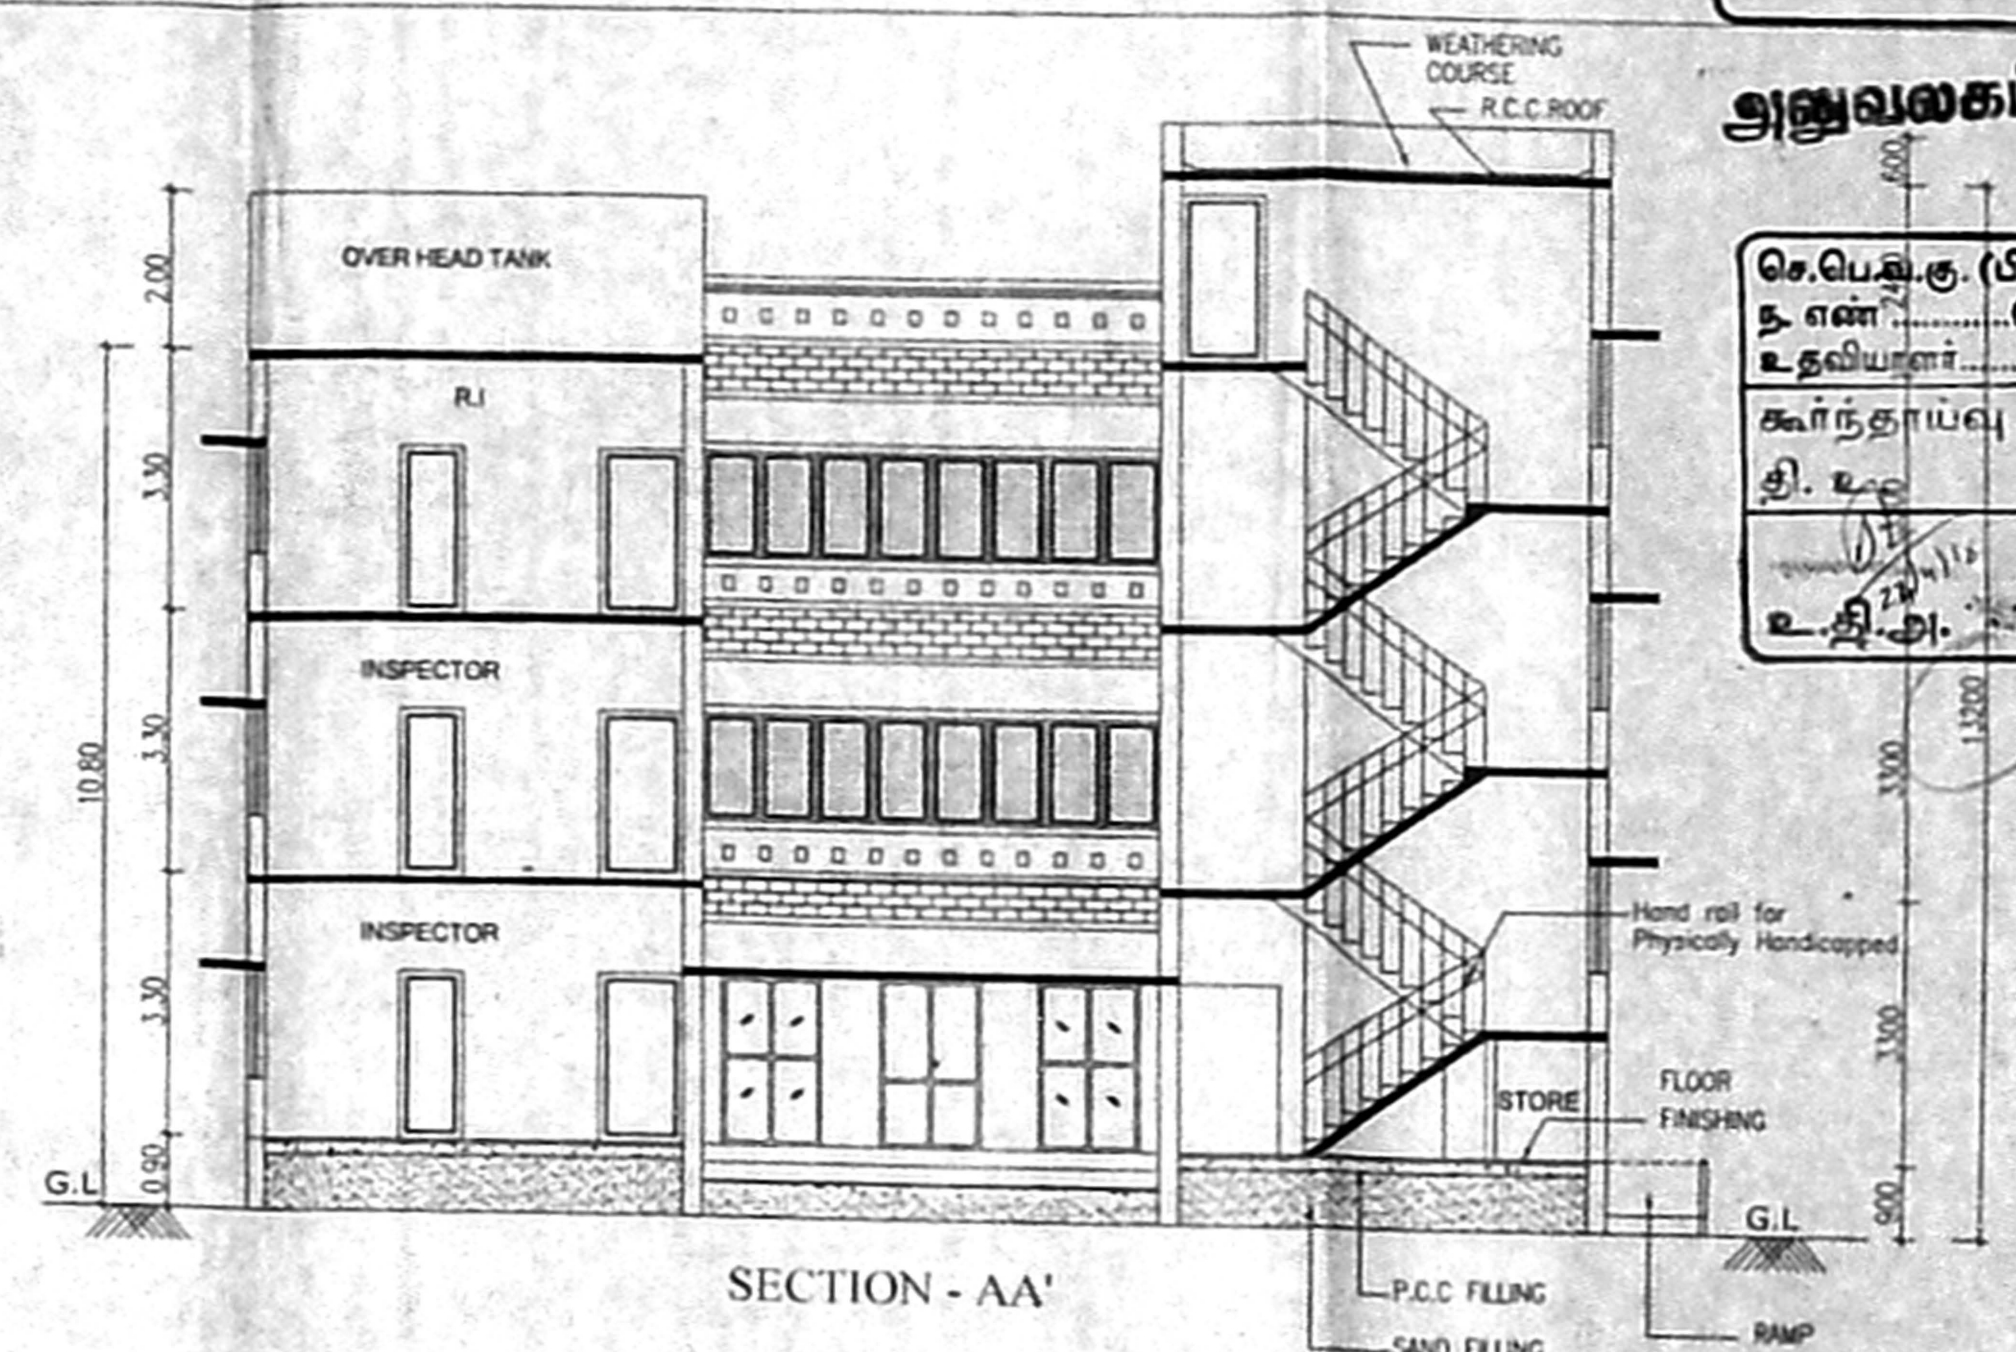 WEATHERING
COURSE
R.C.C.ROOF
OVER HEAD TANK
2.00
R.I
3.30
INSPECTOR
3.30
10.80
INSPECTOR
3.30
0.90
G.L
600
செ.பெ.வ.கு.
ந. எண்
உதவியாளர்
கூர்ந்தாய்வு
தி. உ
உ.தி.அ.
3300
13200
Hand rail for
Physically Handicapped
3300
STORE
FLOOR
FINISHING
900
G.L
SECTION - AA'
P.C.C FILLING
SAND FILLING
RAMP